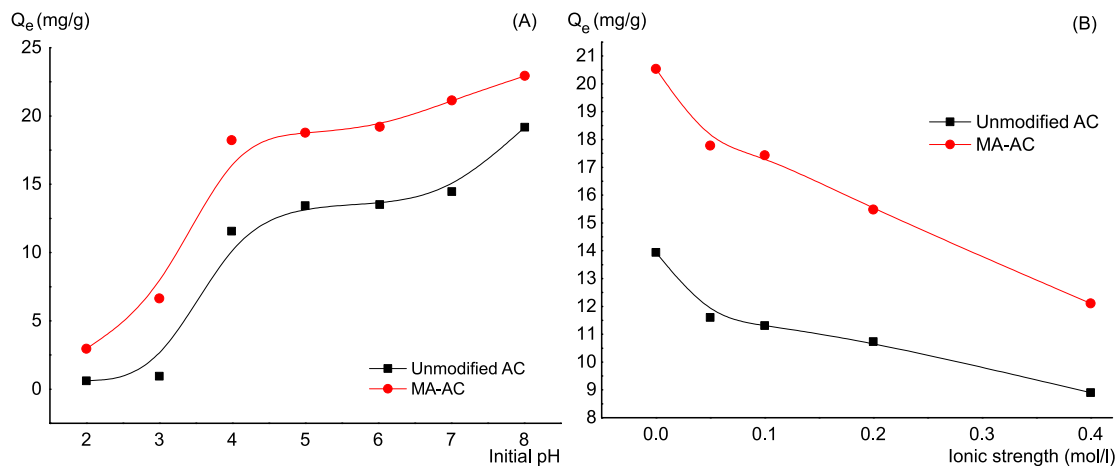 Qe (mg/g)
(A)
25
20
15
10
5
0
Unmodified AC
MA-AC
2 3 4 5 6 7 8
Initial pH
Qe (mg/g)
(B)
21
20
19
18
17
16
15
14
13
12
11
10
9
8
Unmodified AC
MA-AC
0.0 0.1 0.2 0.3 0.4
Ionic strength (mol/l)